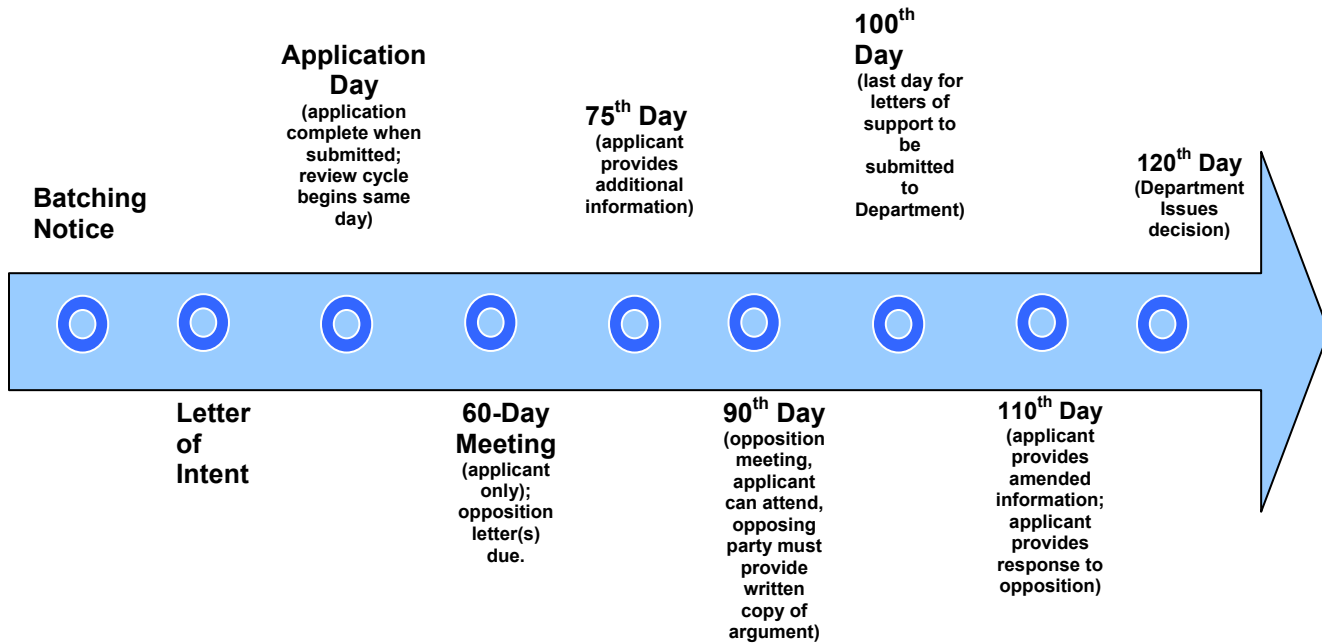 Batching
Notice
Letter
of
Intent
Application
Day
(application
complete when
submitted;
review cycle
begins same
day)
60-Day
Meeting
(applicant
only);
opposition
letter(s)
due.
75th Day
(applicant
provides
additional
information)
90th Day
(opposition
meeting,
applicant
can attend,
opposing
party must
provide
written
copy of
argument)
100th
Day
(last day for
letters of
support to
be
submitted
to
Department)
110th Day
(applicant
provides
amended
information;
applicant
provides
response to
opposition)
120th Day
(Department
Issues
decision)